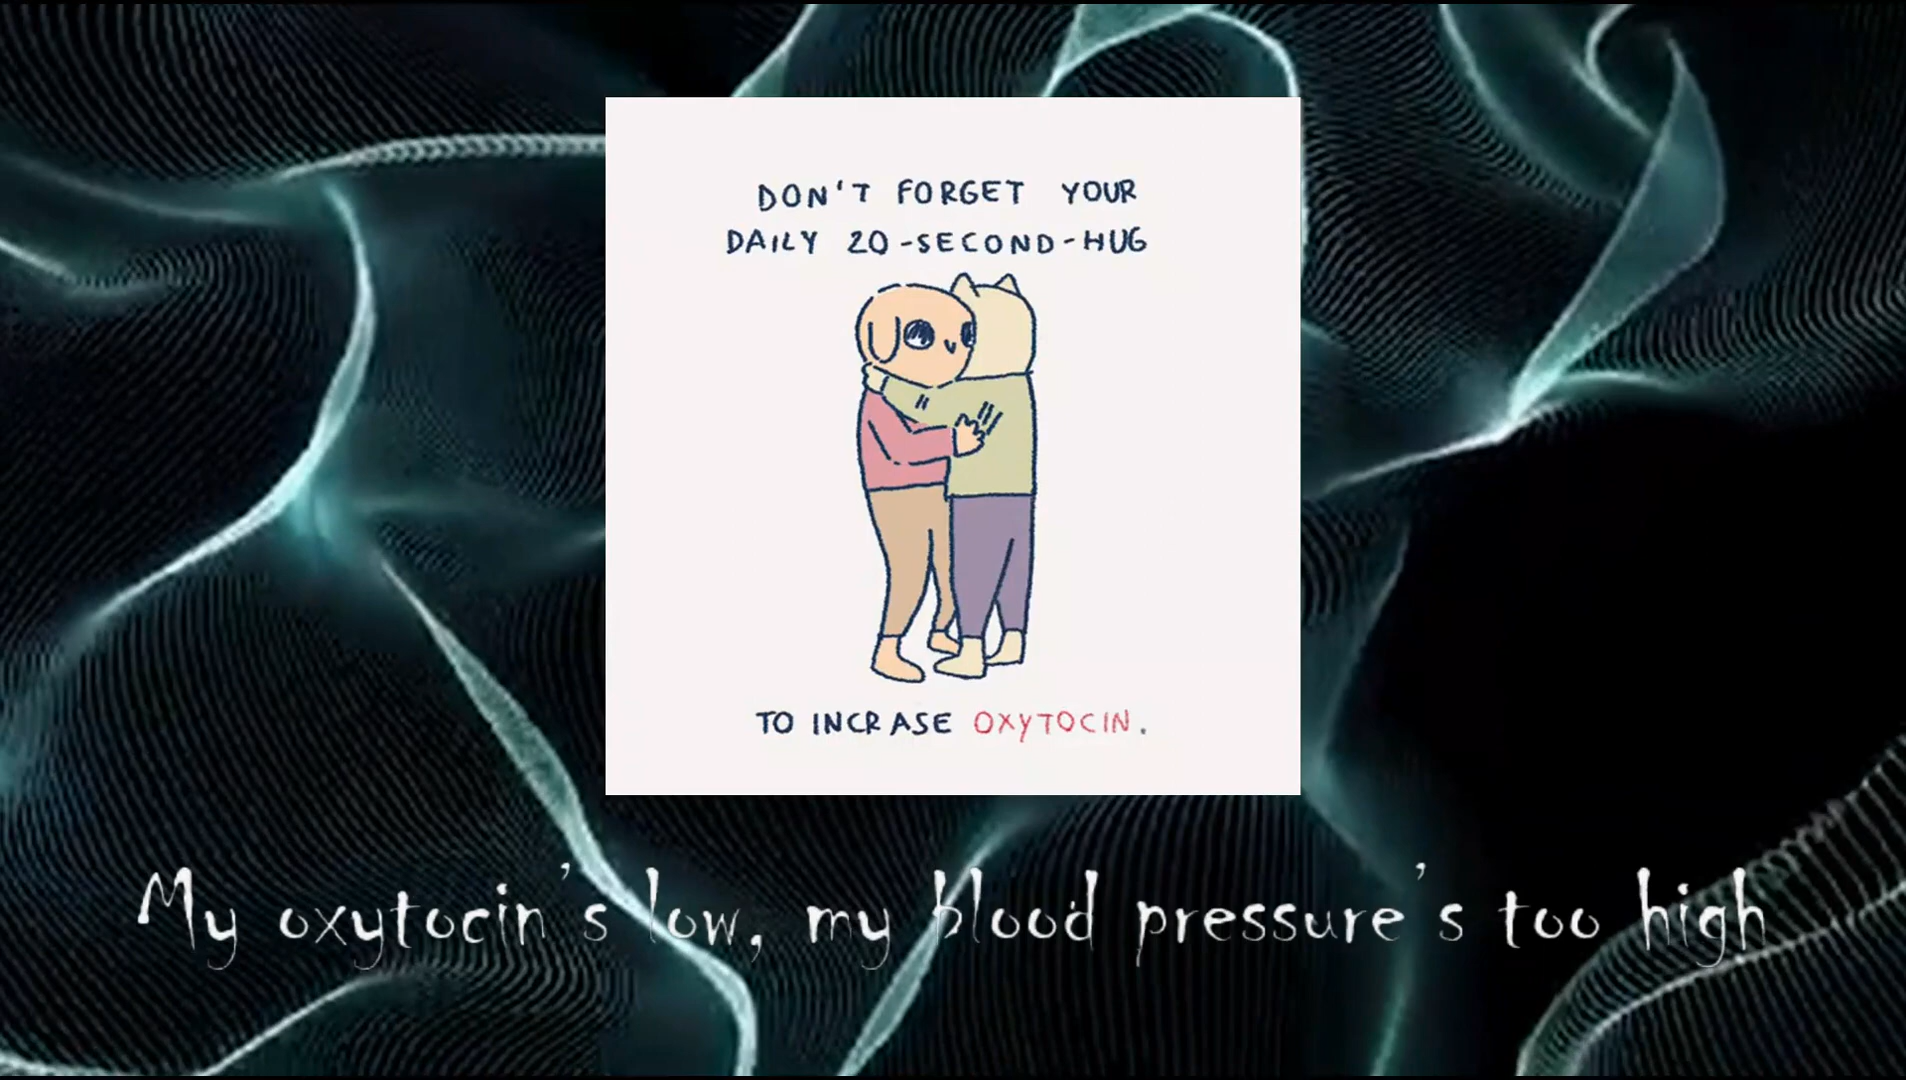 DON'T FORGET YOUR
DAILY 20-SECOND-HUG
TO INCRASE OXYTOCIN.
My oxytocin's low, my blood pressure's too high